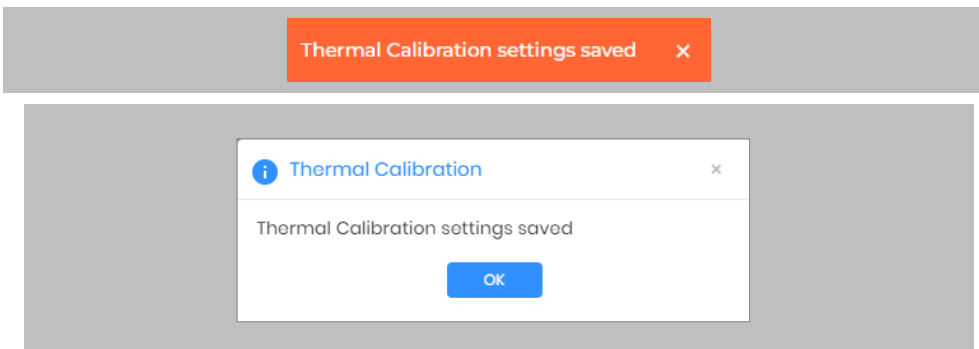 Thermal Calibration settings saved ×
Thermal Calibration ×
Thermal Calibration settings saved
OK